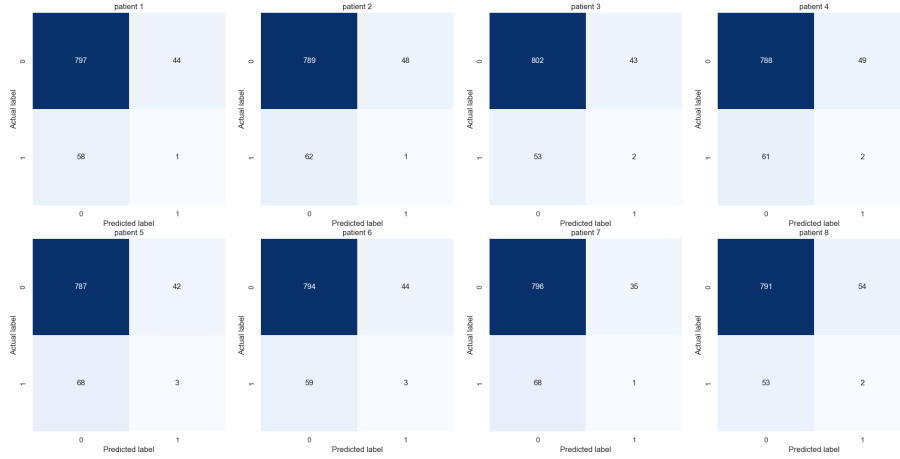 patient 1
Actual label
0
797
44
1
58
1
0
1
Predicted label
patient 2
Actual label
0
789
48
1
62
1
0
1
Predicted label
patient 3
Actual label
0
802
43
1
53
2
0
1
Predicted label
patient 4
Actual label
0
788
49
1
61
2
0
1
Predicted label
patient 5
Actual label
0
787
42
1
68
3
0
1
Predicted label
patient 6
Actual label
0
794
44
1
59
3
0
1
Predicted label
patient 7
Actual label
0
796
35
1
68
1
0
1
Predicted label
patient 8
Actual label
0
791
54
1
53
2
0
1
Predicted label